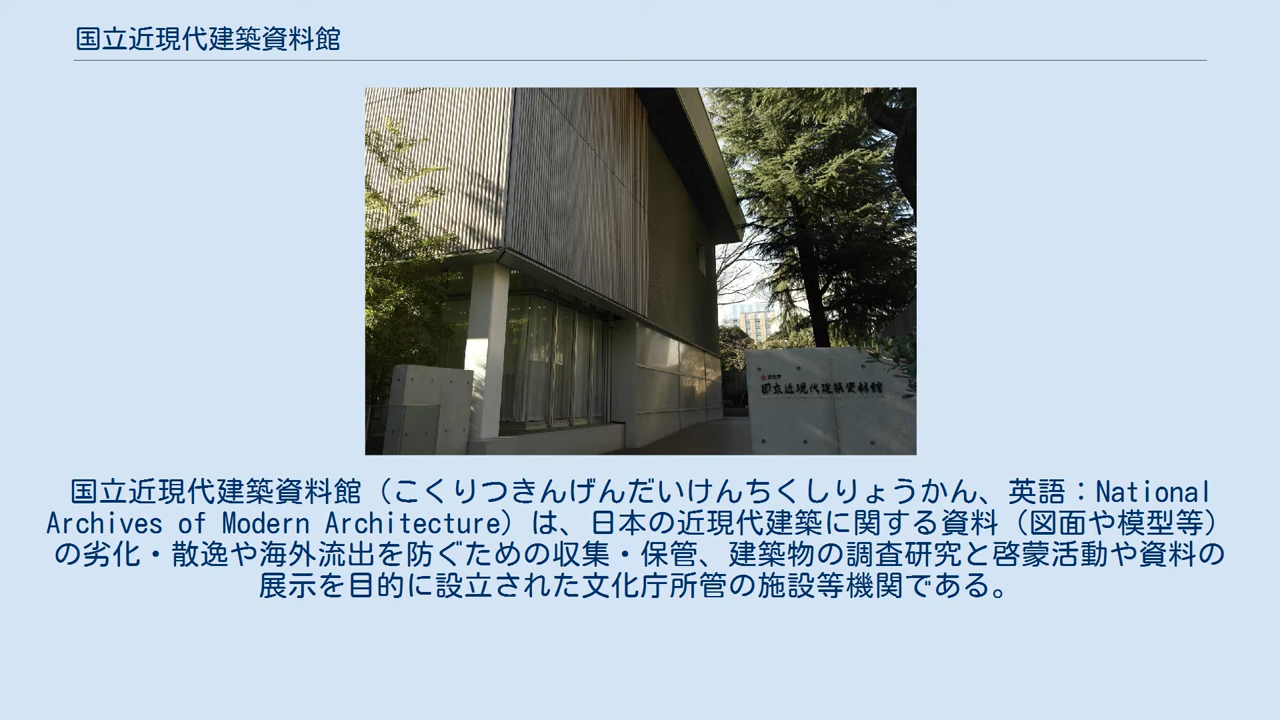 国立近現代建築資料館
文化庁
国立近現代建築資料館
国立近現代建築資料館（こくりつきんげんだいけんちくしりょうかん、英語：National
Archives of Modern Architecture）は、日本の近現代建築に関する資料（図面や模型等）
の劣化・散逸や海外流出を防ぐための収集・保管、建築物の調査研究と啓蒙活動や資料の
展示を目的に設立された文化庁所管の施設等機関である。